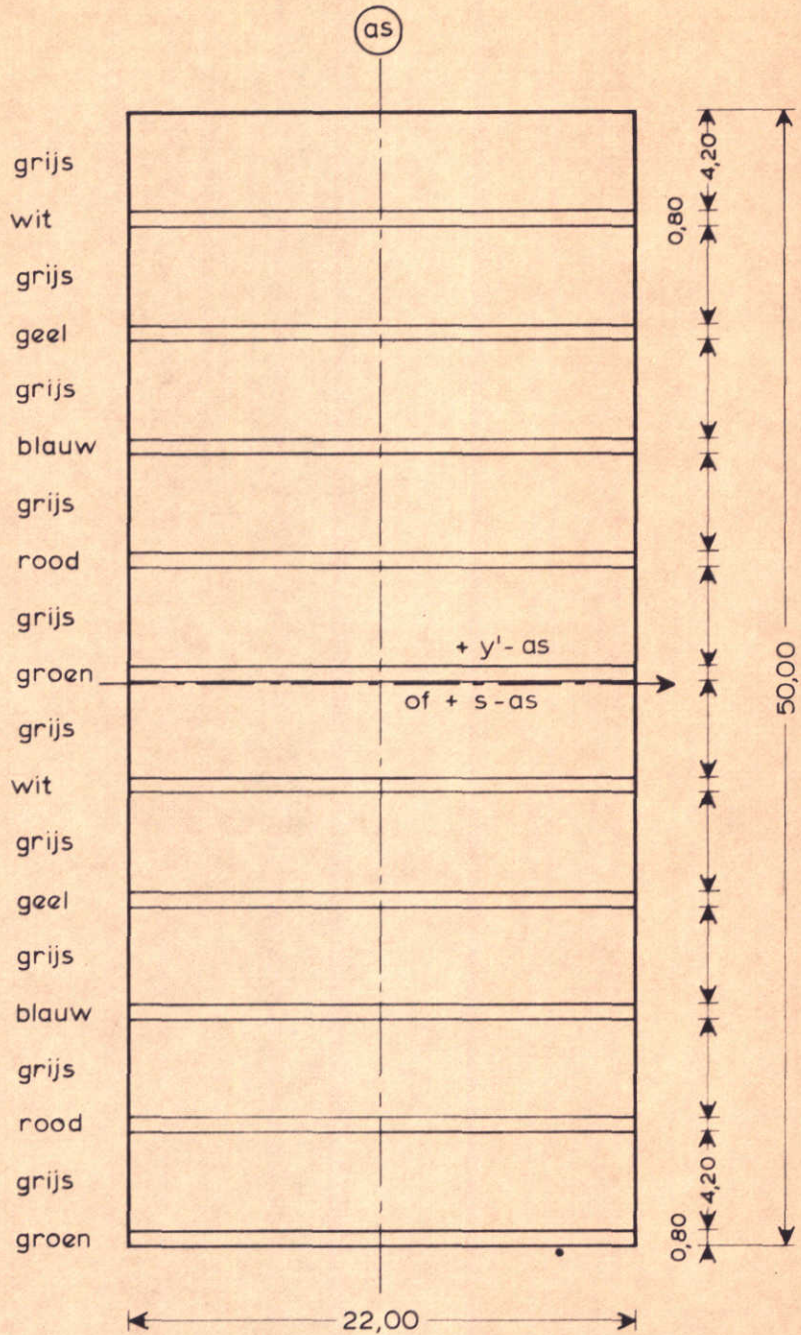 as
grijs
4,20
wit
0,80
grijs
geel
grijs
blauw
grijs
rood
grijs
+ y'- as
groen
of + s-as
50,00
grijs
wit
grijs
geel
grijs
blauw
grijs
rood
grijs
4,20
groen
0,80
22,00